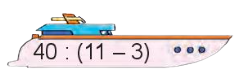 40 : (11 – 3)